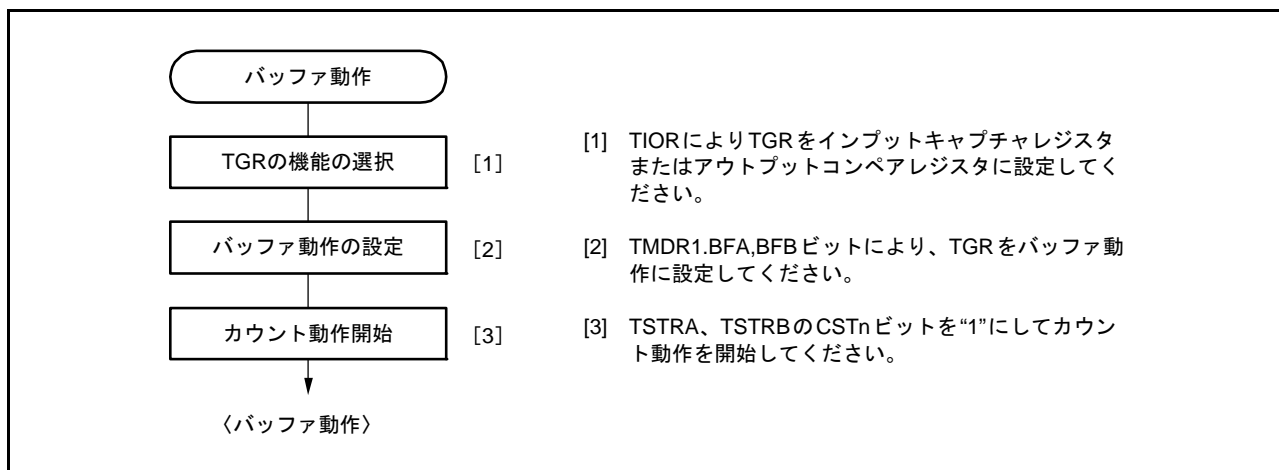 バッファ動作
TGRの機能の選択
[1]
[1] TIORによりTGRをインプットキャプチャレジスタ
またはアウトプットコンペアレジスタに設定してく
ださい。
バッファ動作の設定
[2]
[2] TMDR1.BFA,BFBビットにより、TGRをバッファ動
作に設定してください。
カウント動作開始
[3]
[3] TSTRA、TSTRBのCSTnビットを“1”にしてカウン
ト動作を開始してください。
〈バッファ動作〉